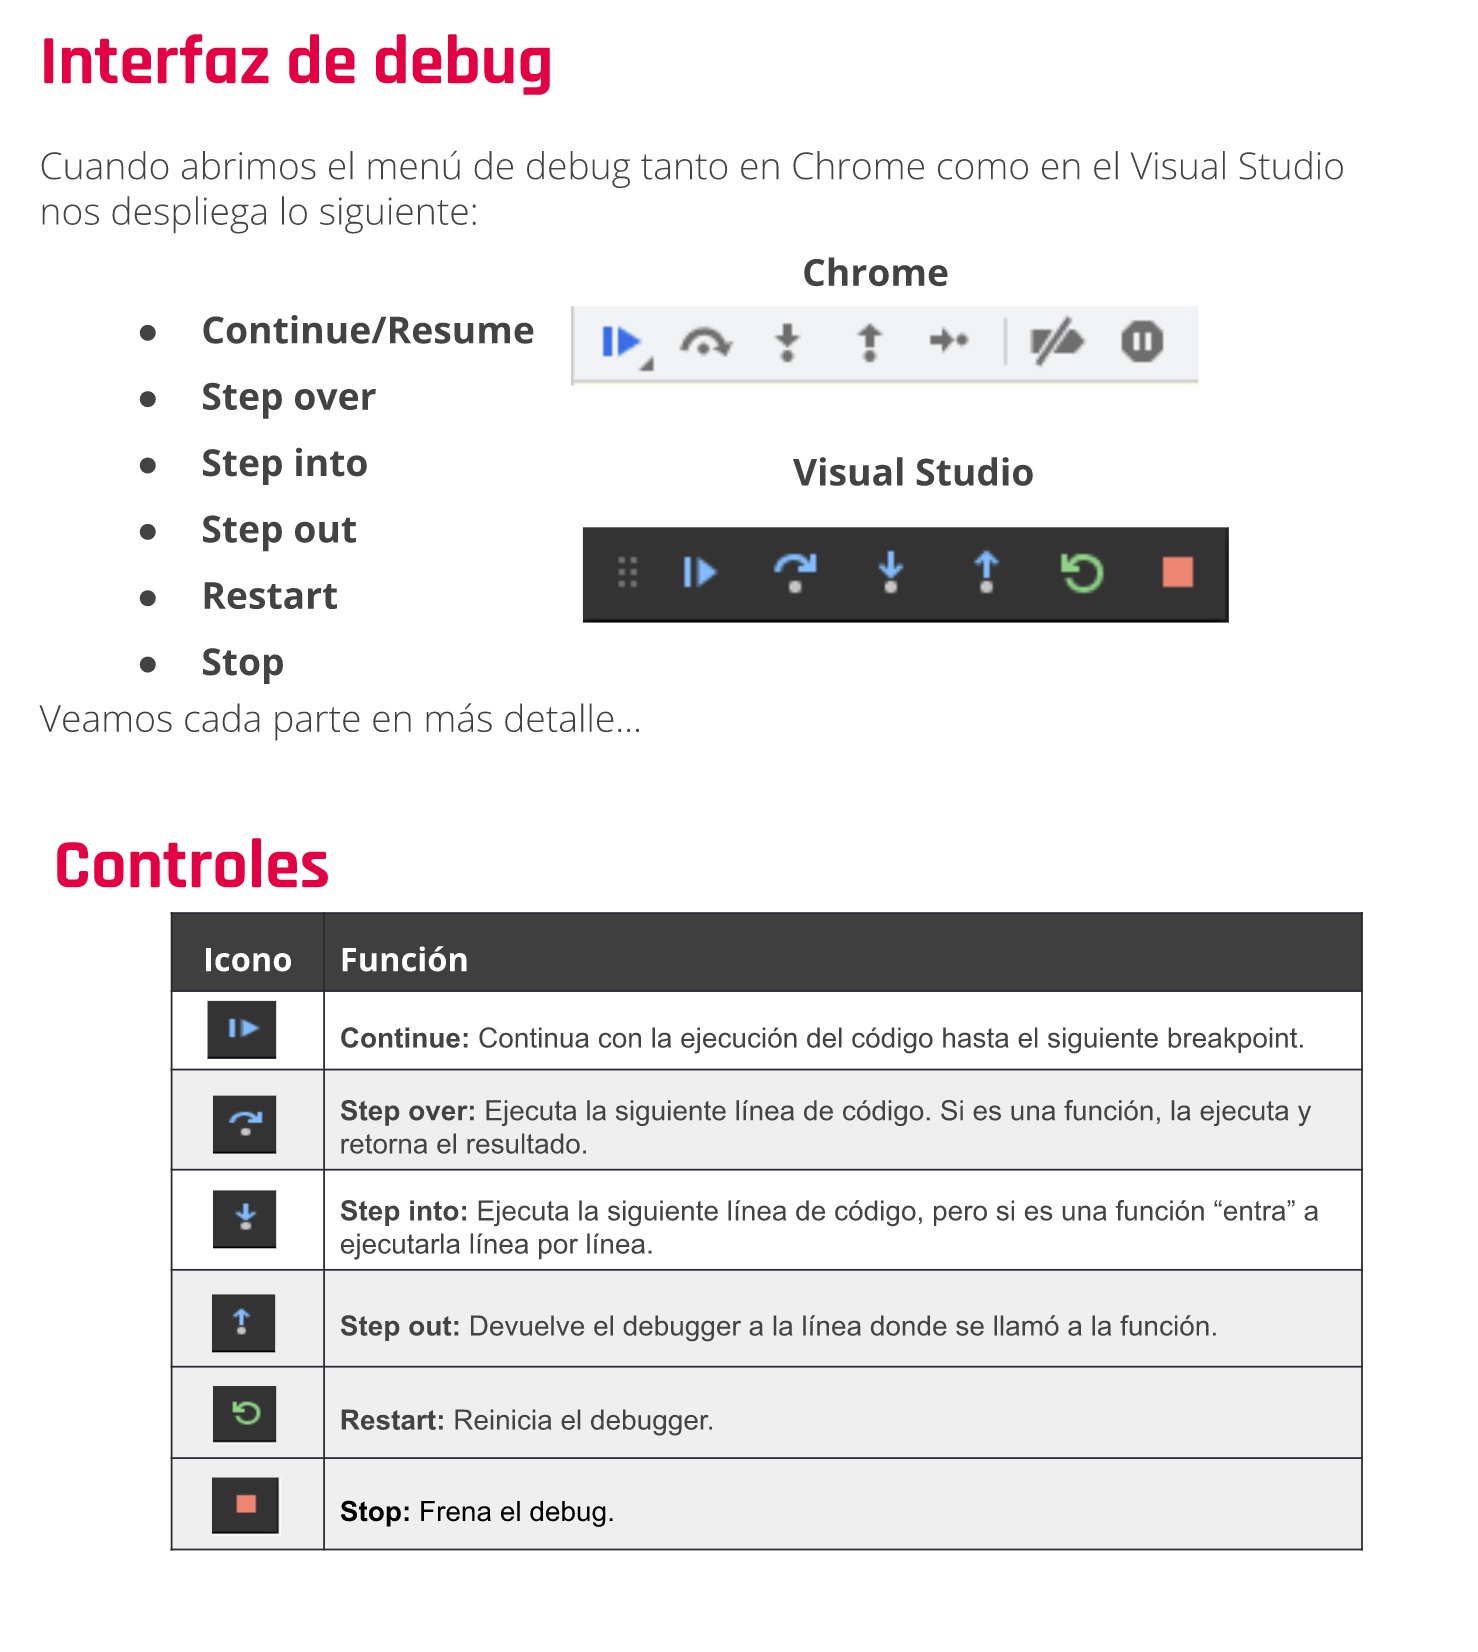 Interfaz de debug
Cuando abrimos el menú de debug tanto en Chrome como en el Visual Studio
nos despliega lo siguiente:
Chrome
● Continue/Resume
● Step over
● Step into
Visual Studio
● Step out
● Restart
● Stop
Veamos cada parte en más detalle...
Controles
Icono Función
Continue: Continua con la ejecución del código hasta el siguiente breakpoint.
Step over: Ejecuta la siguiente línea de código. Si es una función, la ejecuta y
retorna el resultado.
Step into: Ejecuta la siguiente línea de código, pero si es una función “entra” a
ejecutarla línea por línea.
Step out: Devuelve el debugger a la línea donde se llamó a la función.
Restart: Reinicia el debugger.
Stop: Frena el debug.